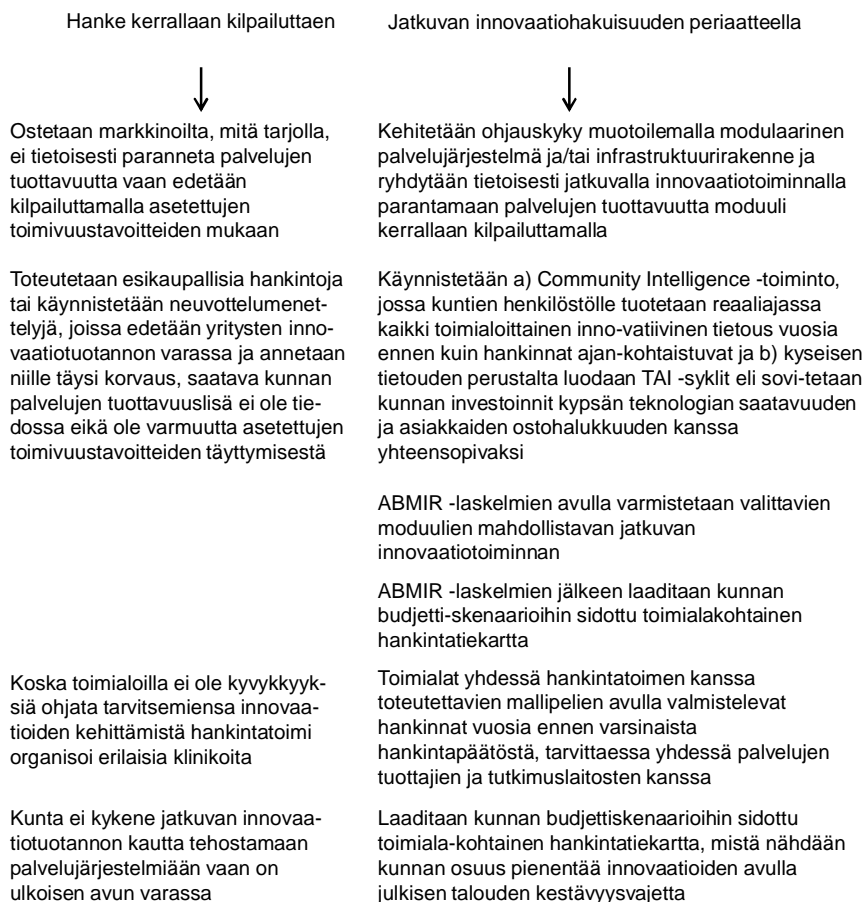 Hanke kerrallaan kilpailuttaen
Jatkuvan innovaatiohakuisuuden periaatteella
Ostetaan markkinoilta, mitä tarjolla,
ei tietoisesti paranneta palvelujen
tuottavuutta vaan edetään
kilpailuttamalla asetettujen
toimivuustavoitteiden mukaan
Kehitetään ohjauskyky muotoilemalla modulaarinen
palvelujärjestelmä ja/tai infrastruktuurirakenne ja
ryhdytään tietoisesti jatkuvalla innovaatiotoiminnalla
parantamaan palvelujen tuottavuutta moduuli
kerrallaan kilpailuttamalla
Toteutetaan esikaupallisia hankintoja
tai käynnistetään neuvottelumenet-
telyjä, joissa edetään yritysten inno-
vaatiotuotannon varassa ja annetaan
niille täysi korvaus, saatava kunnan
palvelujen tuottavuuslisä ei ole tie-
dossa eikä ole varmuutta asetettujen
toimivuustavoitteiden täyttymisestä
Käynnistetään a) Community Intelligence -toiminto,
jossa kuntien henkilöstölle tuotetaan reaaliajassa
kaikki toimialoittainen inno-vatiivinen tietous vuosia
ennen kuin hankinnat ajan-kohtaistuvat ja b) kyseisen
tietouden perustalta luodaan TAI -syklit eli sovi-tetaan
kunnan investoinnit kypsän teknologian saatavuuden
ja asiakkaiden ostohalukkuuden kanssa
yhteensopivaksi
ABMIR -laskelmien avulla varmistetaan valittavien
moduulien mahdollistavan jatkuvan
innovaatiotoiminnan
ABMIR -laskelmien jälkeen laaditaan kunnan
budjetti-skenaarioihin sidottu toimialakohtainen
hankintatiekartta
Koska toimialoilla ei ole kyvykkyyk-
siä ohjata tarvitsemiensa innovaa-
tioiden kehittämistä hankintatoimi
organisoi erilaisia klinikoita
Toimialat yhdessä hankintatoimen kanssa
toteutettavien mallipelien avulla valmistelevat
hankinnat vuosia ennen varsinaista
hankintapäätöstä, tarvittaessa yhdessä palvelujen
tuottajien ja tutkimuslaitosten kanssa
Kunta ei kykene jatkuvan innovaa-
tiotuotannon kautta tehostamaan
palvelujärjestelmiään vaan on
ulkoisen avun varassa
Laaditaan kunnan budjettiskenaarioihin sidottu
toimiala-kohtainen hankintatiekartta, mistä nähdään
kunnan osuus pienentää innovaatioiden avulla
julkisen talouden kestävyysvajetta